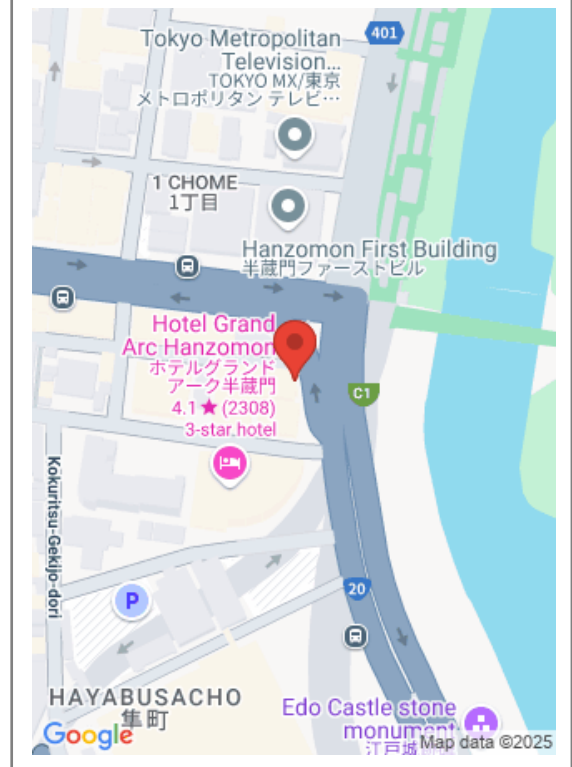 401
Tokyo Metropolitan
Television...
TOKYO MX/東京
メトロポリタン テレビ…
1 CHOME
1丁目
Hanzomon First Building
半蔵門ファーストビル
Hotel Grand
Arc Hanzomon
ホテルグランド
アーク半蔵門
4.1★(2308)
3-star hotel
C1
Kokuritsu-Gekijo-dori
20
P
HAYABUSACHO
隼町
Edo Castle stone
monument
江戸城
Google
Map data ©2025